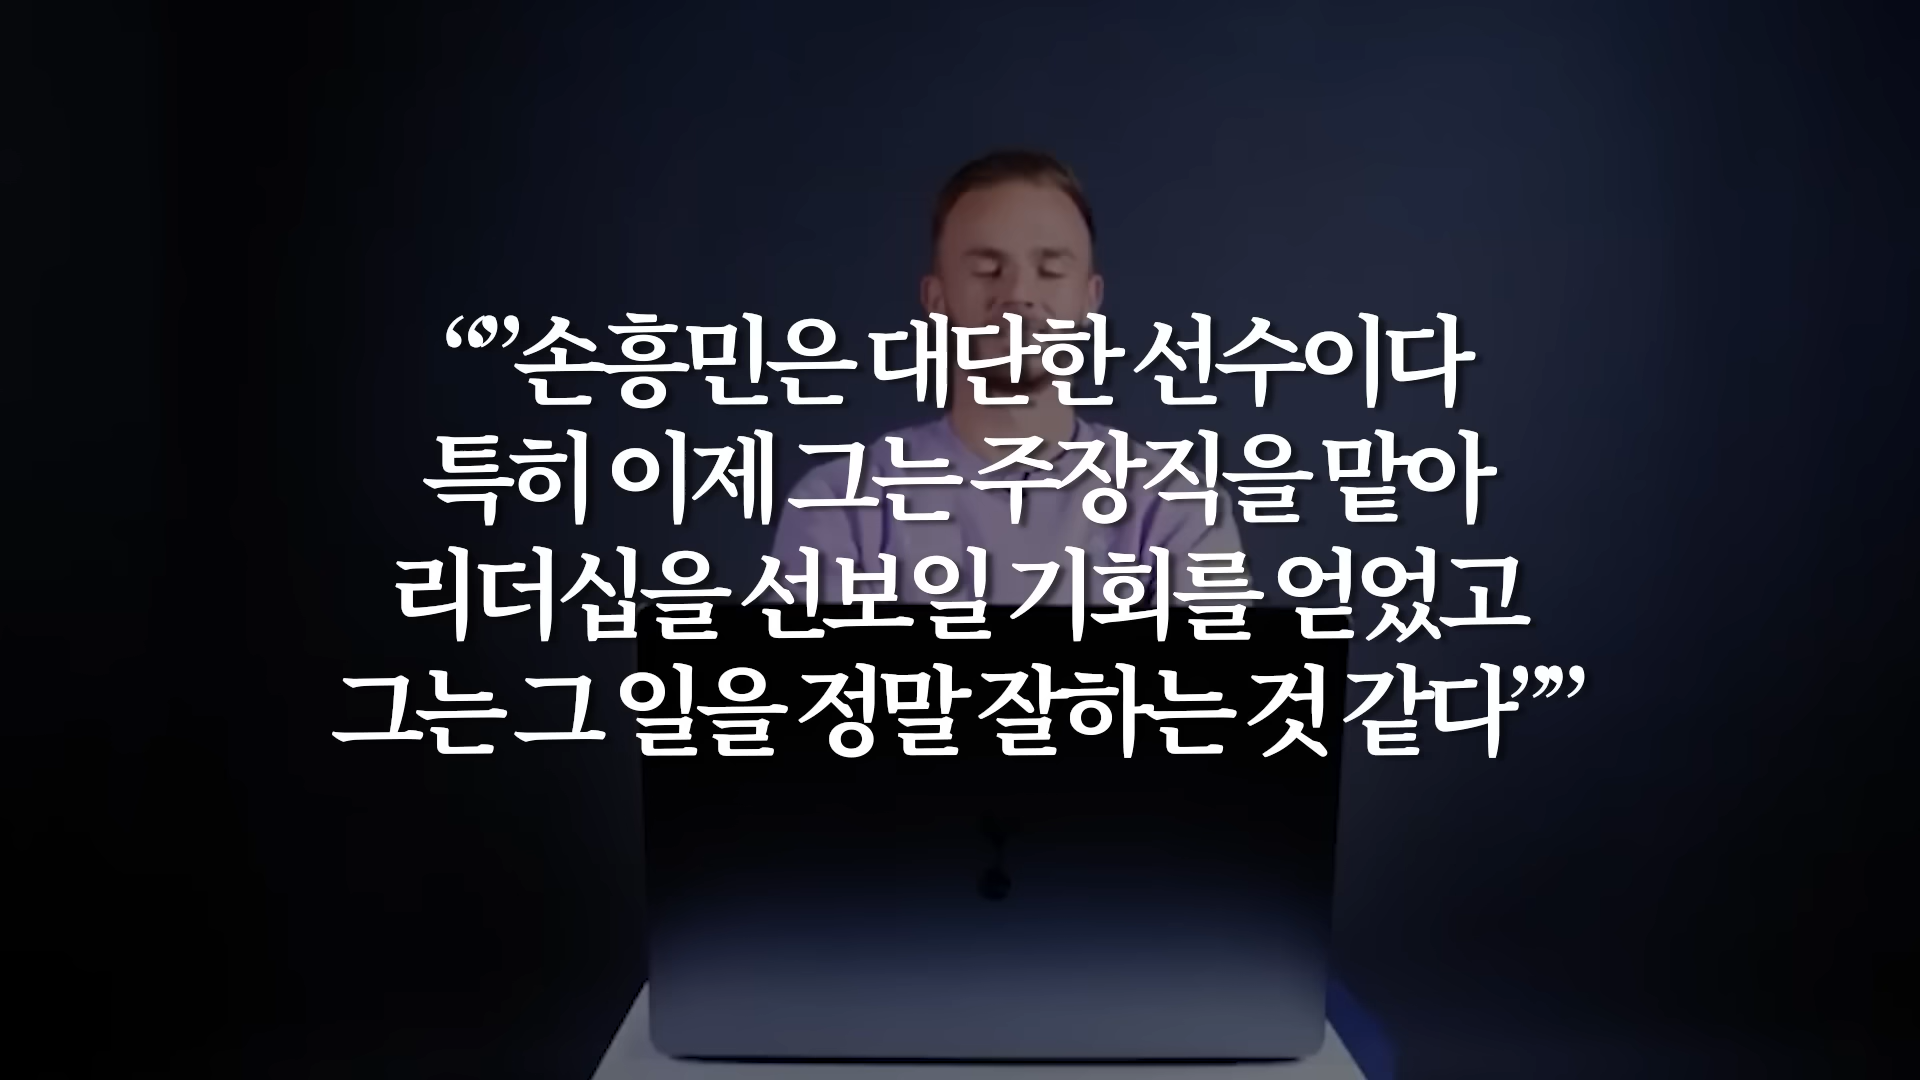 “”’손흥민은 대단한 선수이다
특히 이제 그는 주장직을 맡아
리더십을 선보일 기회를 얻었고
그는 그 일을 정말 잘하는 것 같다’””